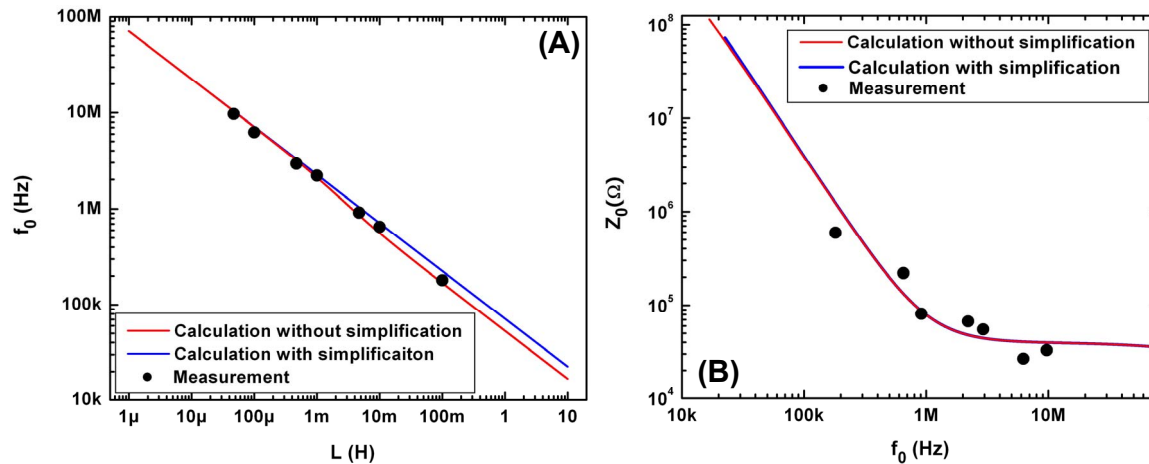 (A)
f0 (Hz)
100M
10M
1M
100k
10k
Calculation without simplification
Calculation with simplificaiton
Measurement
1µ 10µ 100µ 1m 10m 100m 1 10
L (H)
(B)
Z0(Ω)
10^8
10^7
10^6
10^5
10^4
Calculation without simplification
Calculation with simplification
Measurement
10k 100k 1M 10M
f0 (Hz)